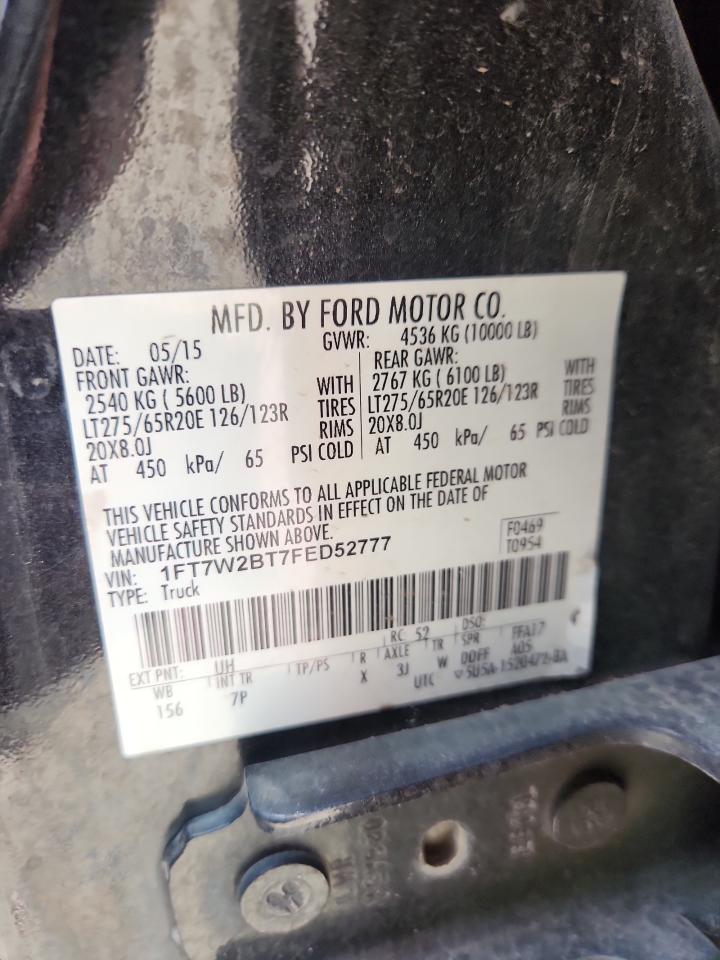 MFD. BY FORD MOTOR CO.
DATE: 05/15 GVWR: 4536 KG (10000 LB)
FRONT GAWR: REAR GAWR:
2540 KG ( 5600 LB) WITH 2767 KG ( 6100 LB) WITH
LT275/65R20E 126/123R TIRES LT275/65R20E 126/123R TIRES
20X8.0J RIMS 20X8.0J RIMS
AT 450 kPa/ 65 PSI COLD AT 450 kPa/ 65 PSI COLD
THIS VEHICLE CONFORMS TO ALL APPLICABLE FEDERAL MOTOR
VEHICLE SAFETY STANDARDS IN EFFECT ON THE DATE OF
MANUFACTURE SHOWN ABOVE.
VIN: 1FT7W2BT7FED52777 F0469
TYPE: Truck T0954
EXT PNT: UH RC 52 DSO:
WB INT TR TP/PS R AXLE TR SPR FFA17
156 7P X 3J W DDFF A05
UTC